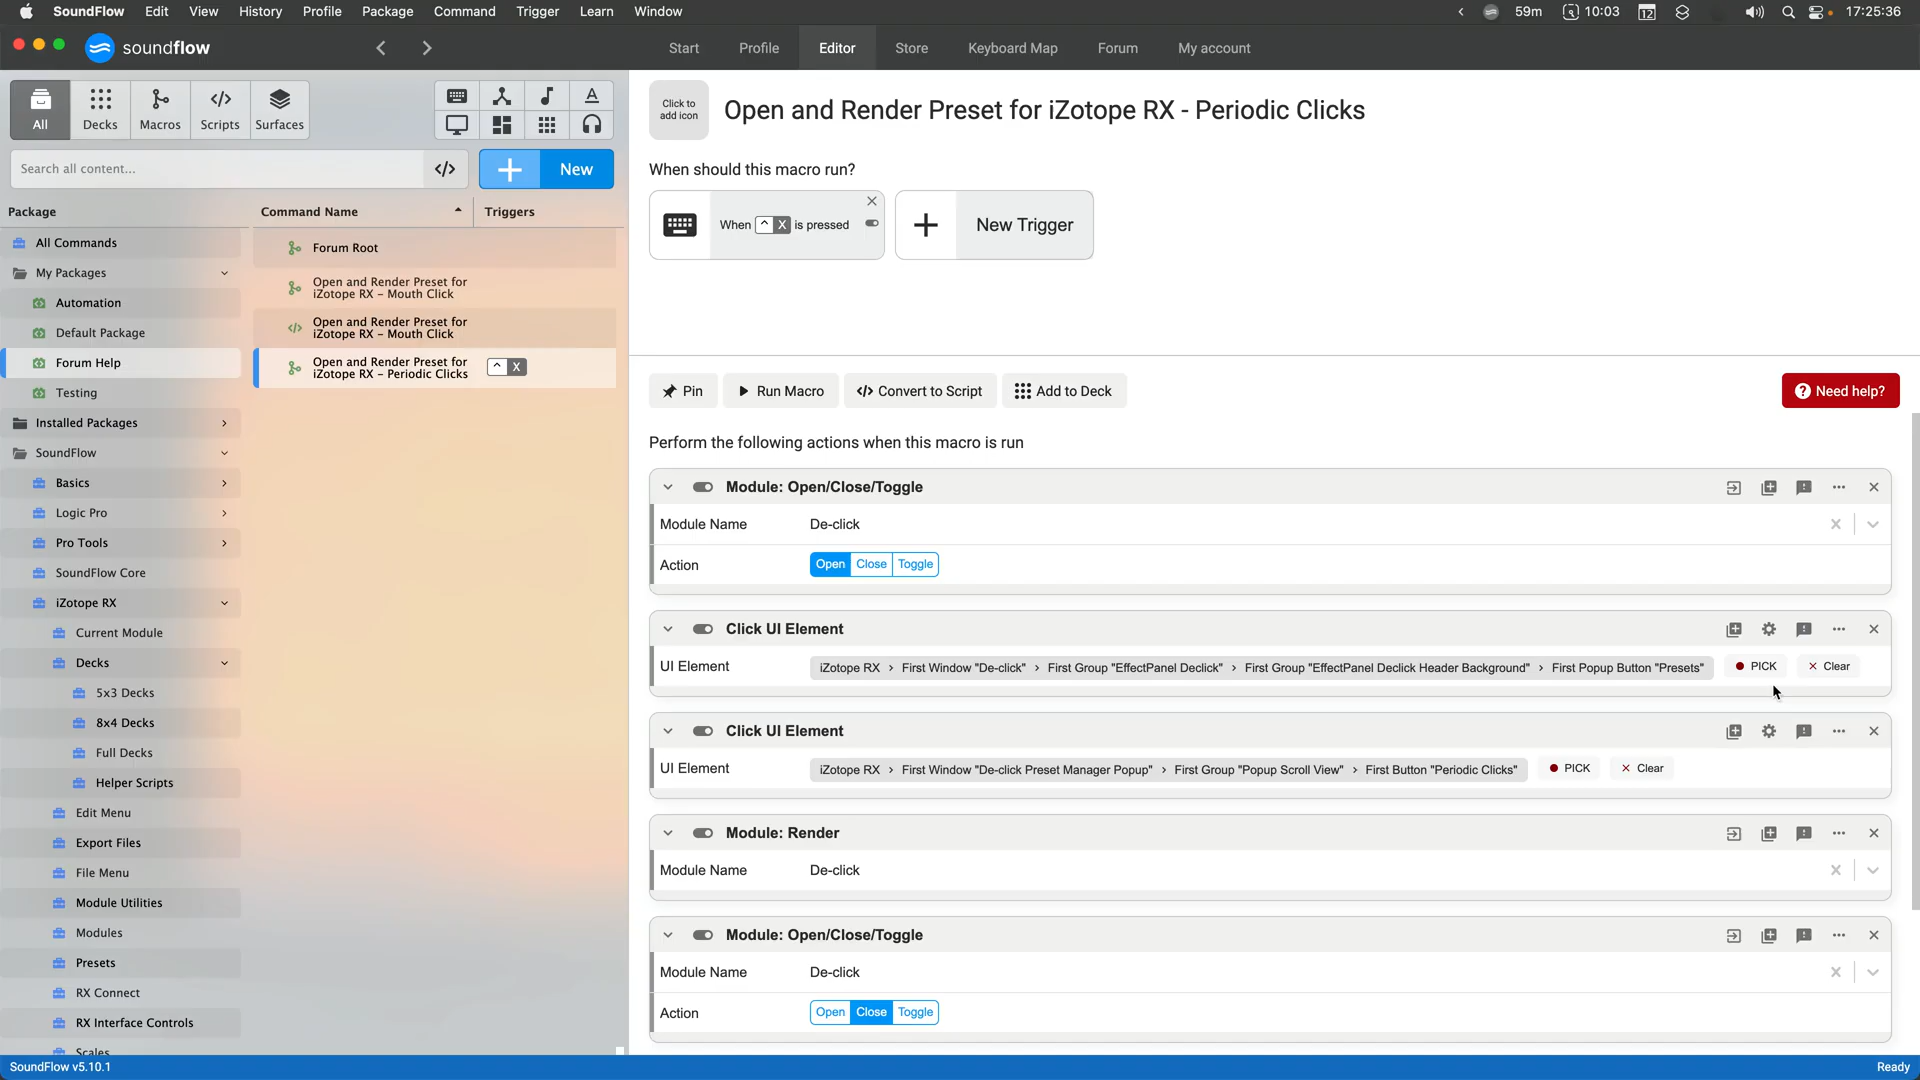 SoundFlow Edit View History Profile Package Command Trigger Learn Window 59m 10:03 12 17:25:36
soundflow Start Profile Editor Store Keyboard Map Forum My account
All Decks Macros Scripts Surfaces
Click to add icon
Open and Render Preset for iZotope RX - Periodic Clicks
Search all content... New
When should this macro run?
When ^ X is pressed
New Trigger
Package
Command Name Triggers
All Commands
My Packages
Automation
Default Package
Forum Help
Testing
Installed Packages
SoundFlow
Basics
Logic Pro
Pro Tools
SoundFlow Core
iZotope RX
Current Module
Decks
5x3 Decks
8x4 Decks
Full Decks
Helper Scripts
Edit Menu
Export Files
File Menu
Module Utilities
Modules
Presets
RX Connect
RX Interface Controls
Scales
Forum Root
Open and Render Preset for
iZotope RX – Mouth Click
Open and Render Preset for
iZotope RX – Mouth Click
Open and Render Preset for
iZotope RX – Periodic Clicks
^ X
Pin Run Macro Convert to Script Add to Deck Need help?
Perform the following actions when this macro is run
Module: Open/Close/Toggle
Module Name De-click
Action Open Close Toggle
Click UI Element
UI Element iZotope RX > First Window "De-click" > First Group "EffectPanel Declick" > First Group "EffectPanel Declick Header Background" > First Popup Button "Presets" PICK Clear
Click UI Element
UI Element iZotope RX > First Window "De-click Preset Manager Popup" > First Group "Popup Scroll View" > First Button "Periodic Clicks" PICK Clear
Module: Render
Module Name De-click
Module: Open/Close/Toggle
Module Name De-click
Action Open Close Toggle
SoundFlow v5.10.1 Ready